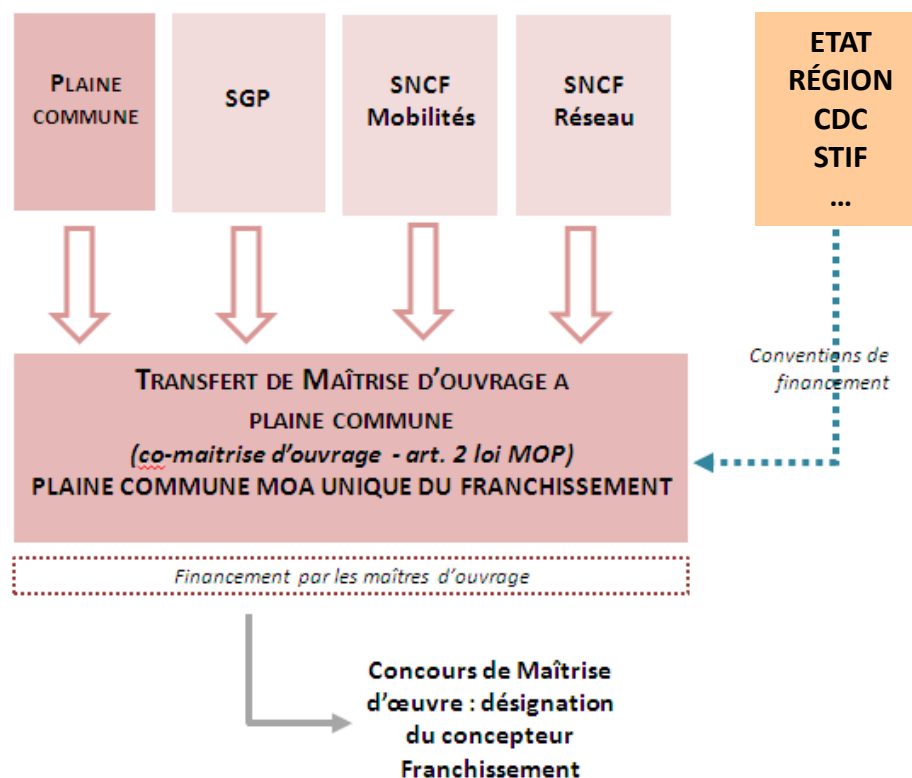 PLAINE
COMMUNE
SGP
SNCF
Mobilités
SNCF
Réseau
ETAT
RÉGION
CDC
STIF
…
Conventions de
financement
TRANSFERT DE MAÎTRISE D'OUVRAGE A
PLAINE COMMUNE
(co-maitrise d'ouvrage - art. 2 loi MOP)
PLAINE COMMUNE MOA UNIQUE DU FRANCHISSEMENT
Financement par les maîtres d'ouvrage
Concours de Maîtrise
d'œuvre : désignation
du concepteur
Franchissement